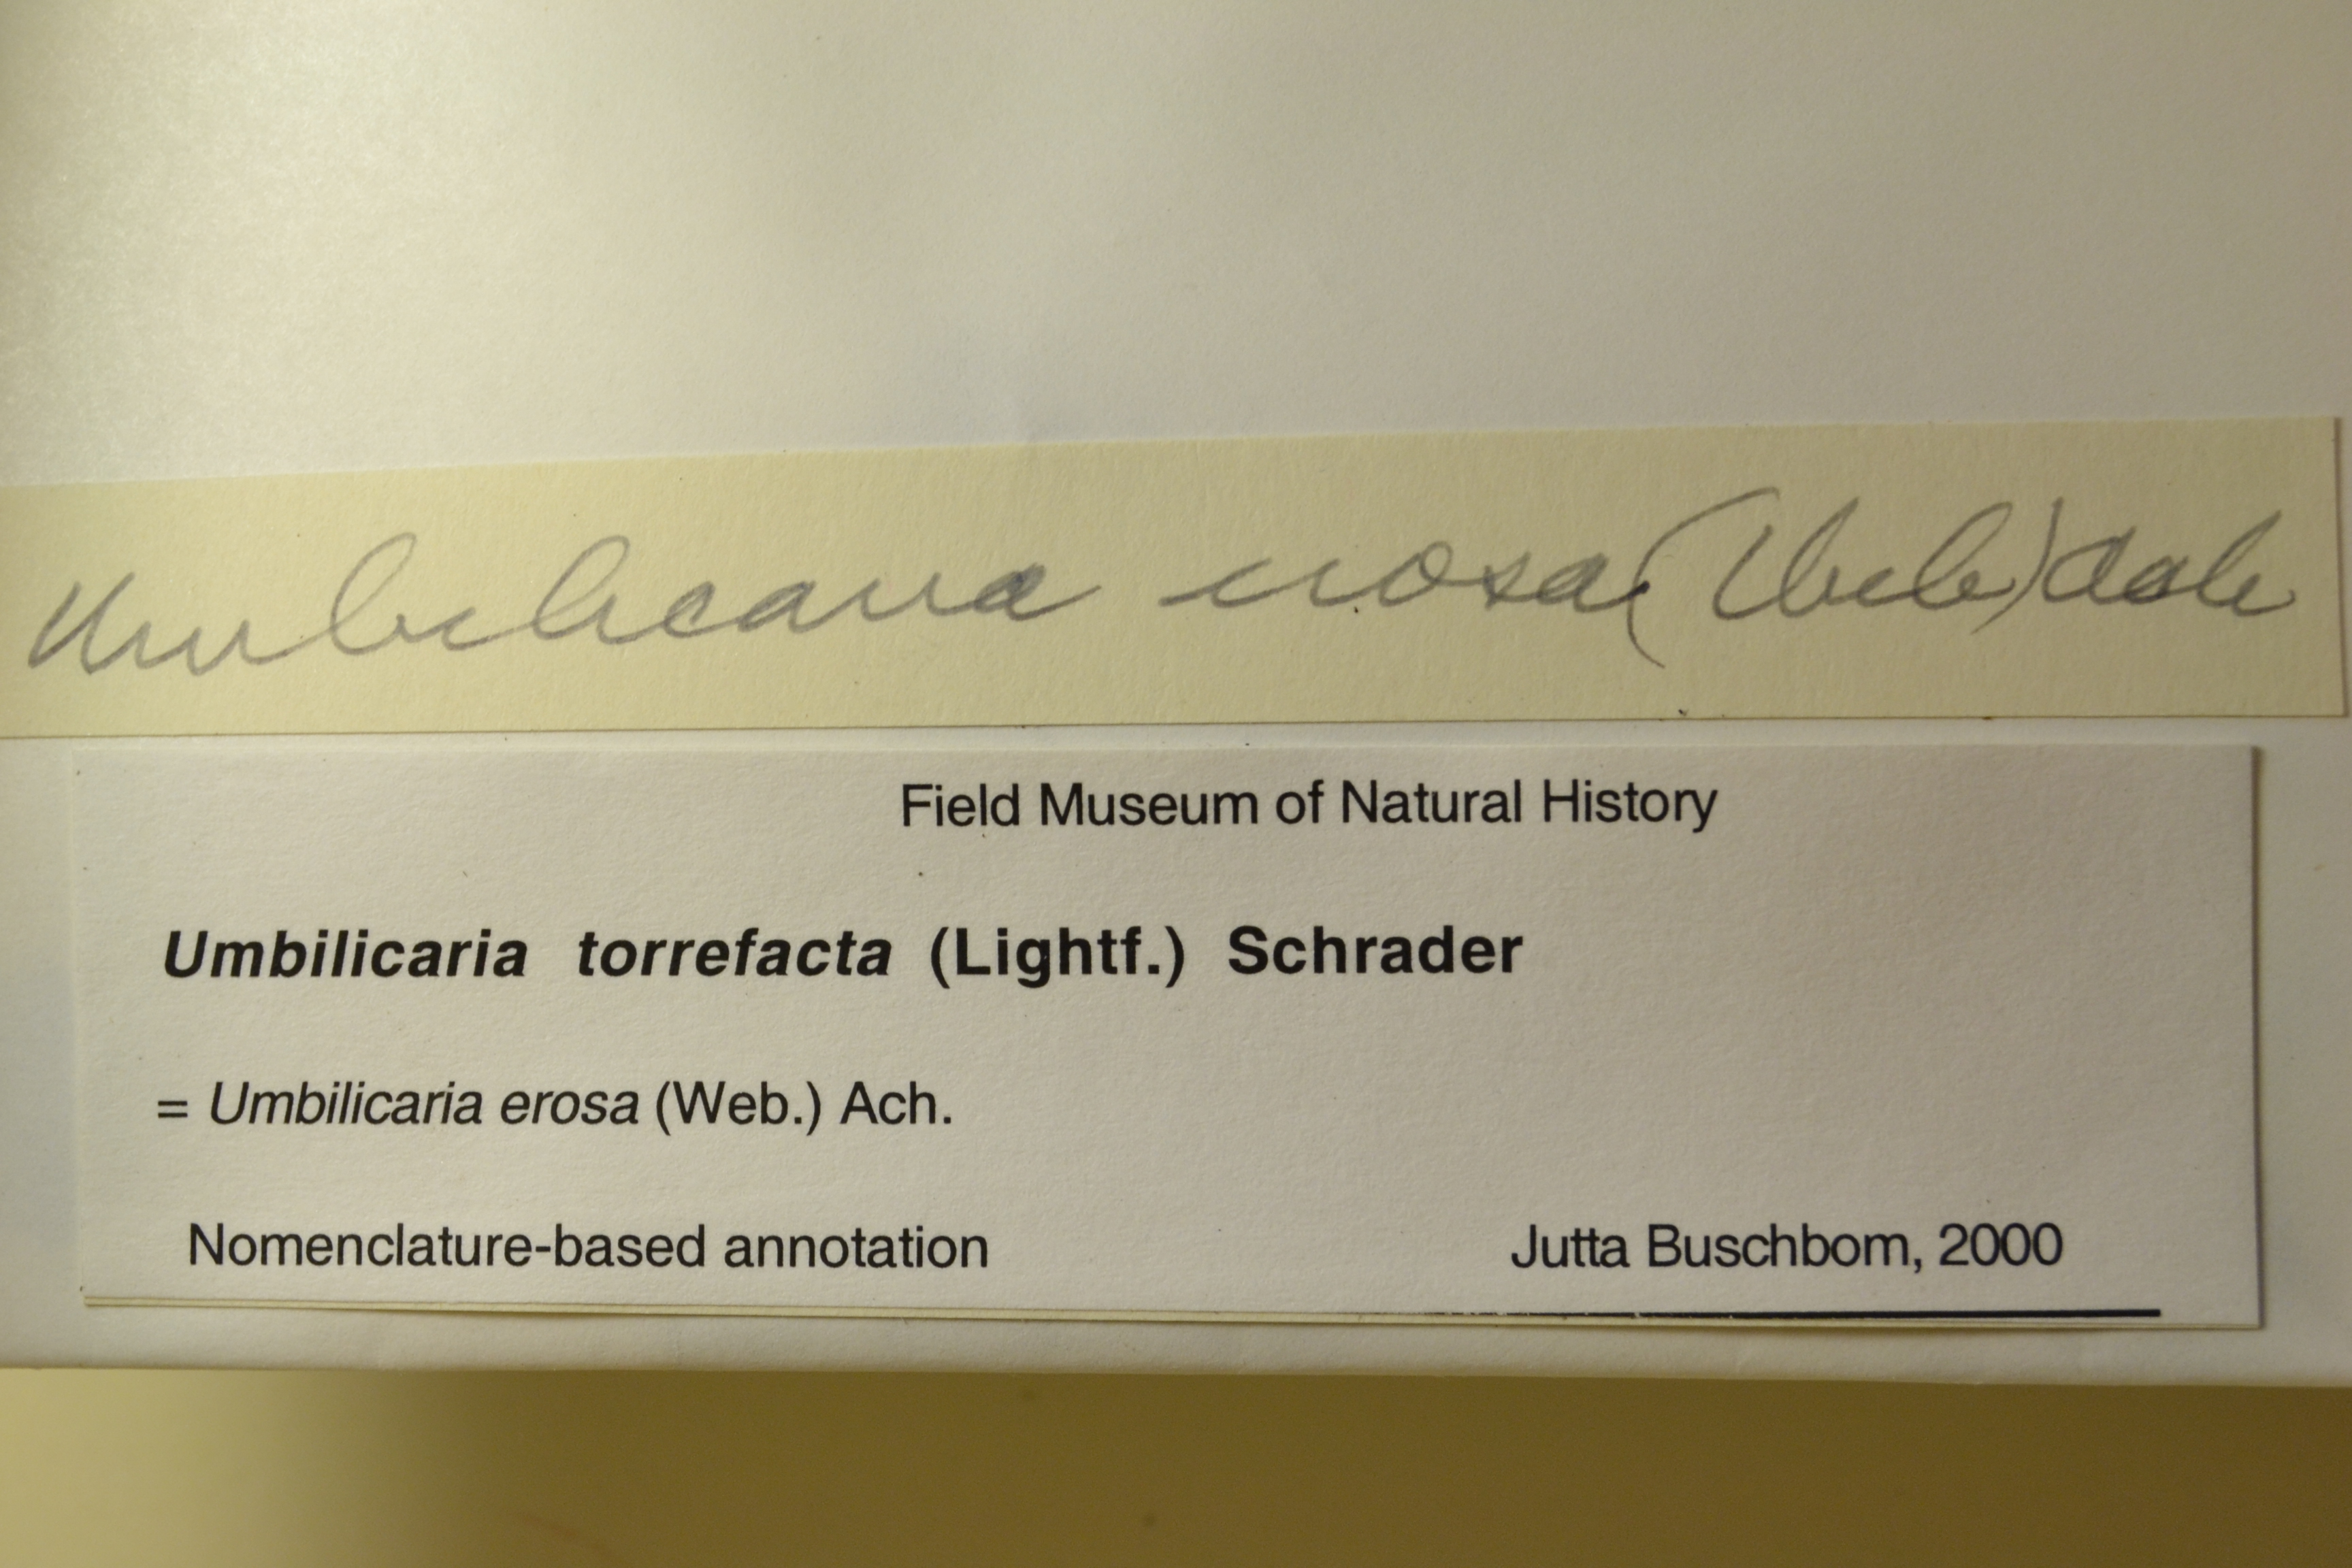 Umbilicaria erosa (Web) Ach
Field Museum of Natural History
Umbilicaria torrefacta (Lightf.) Schrader
= Umbilicaria erosa (Web.) Ach.
Nomenclature-based annotation Jutta Buschbom, 2000